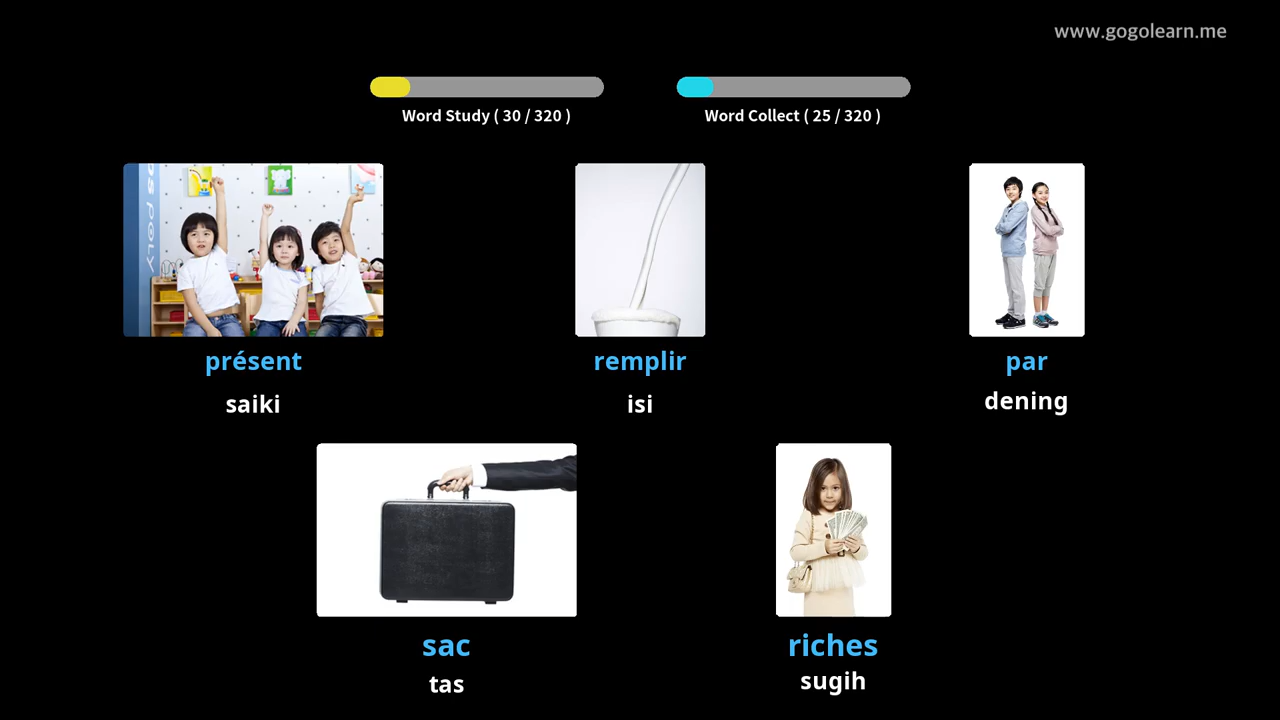 www.gogolearn.me
Word Study ( 30 / 320 )
Word Collect ( 25 / 320 )
présent
remplir
par
saiki
isi
dening
sac
riches
tas
sugih